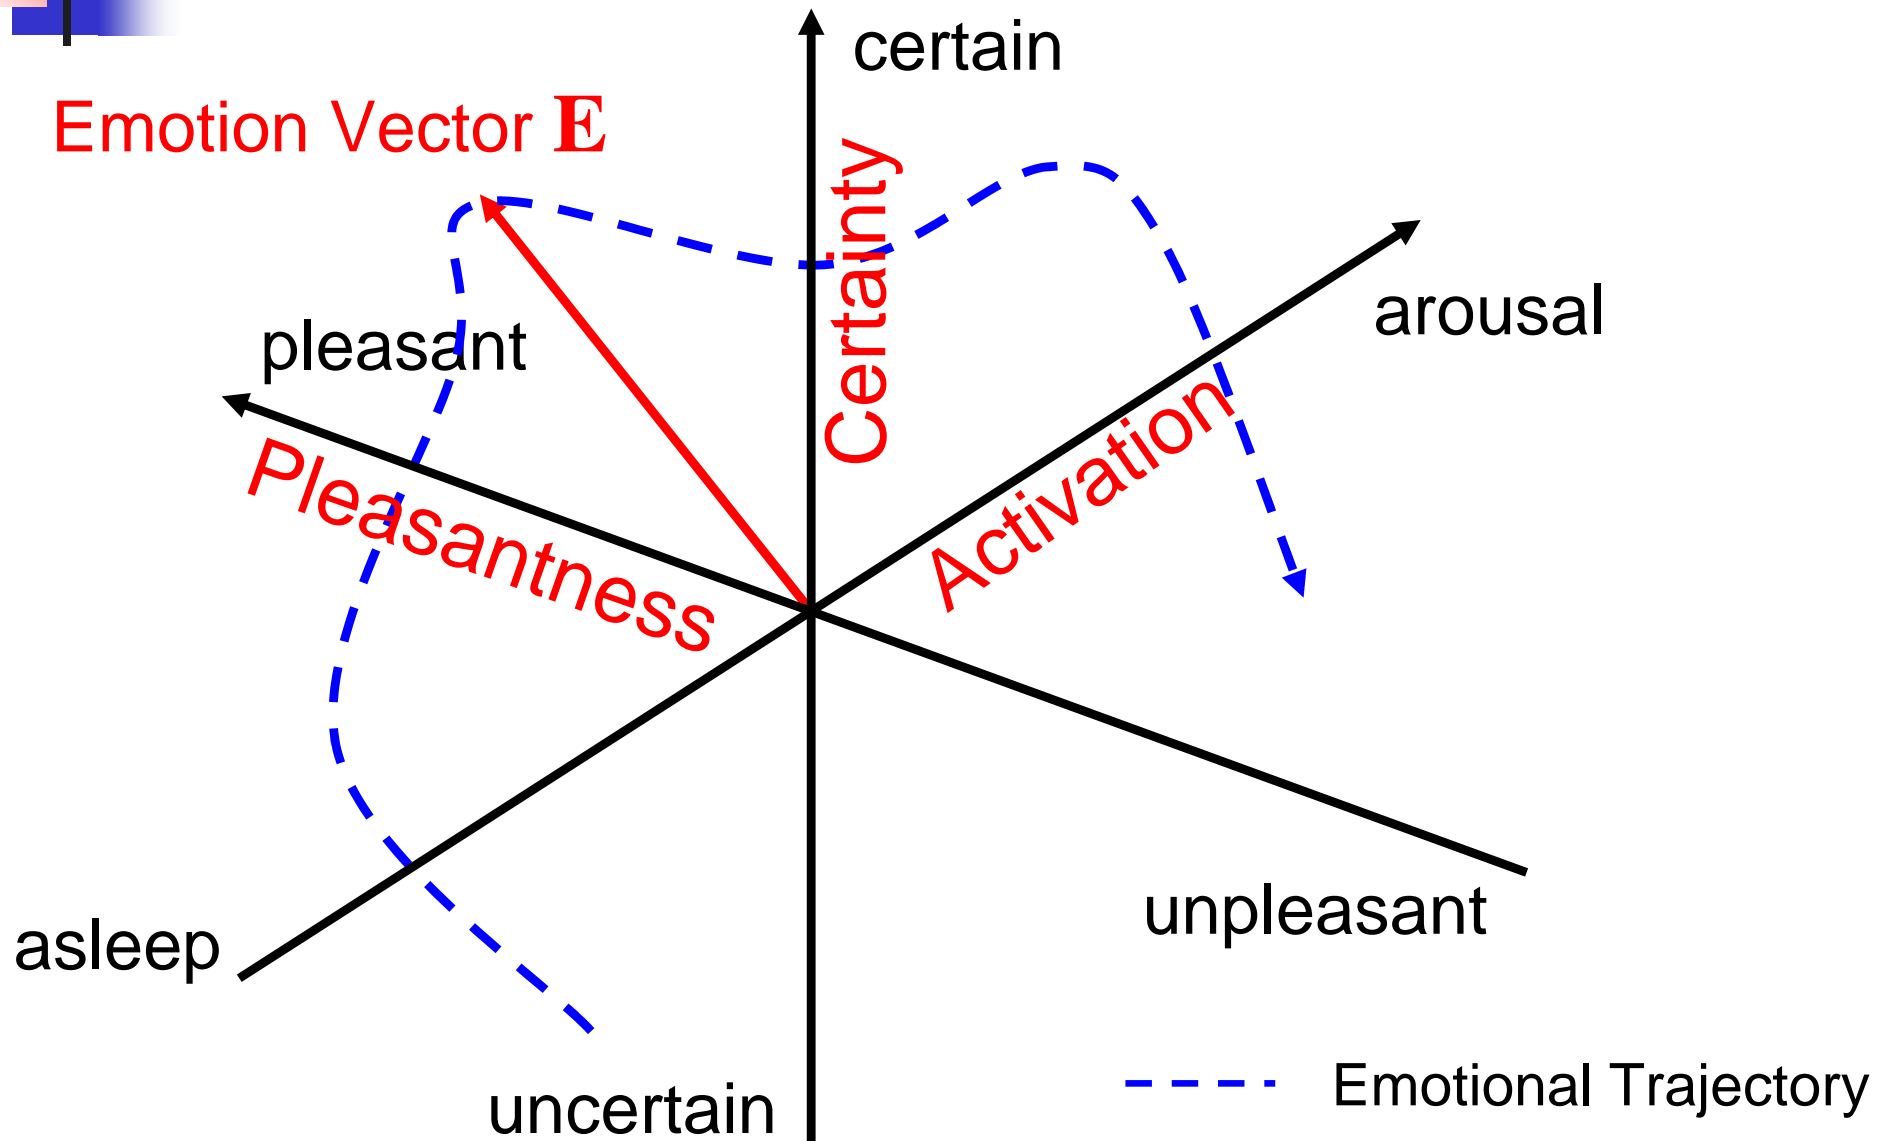 certain
Emotion Vector E
Certainty
arousal
pleasant
Activation
Pleasantness
unpleasant
asleep
uncertain
Emotional Trajectory